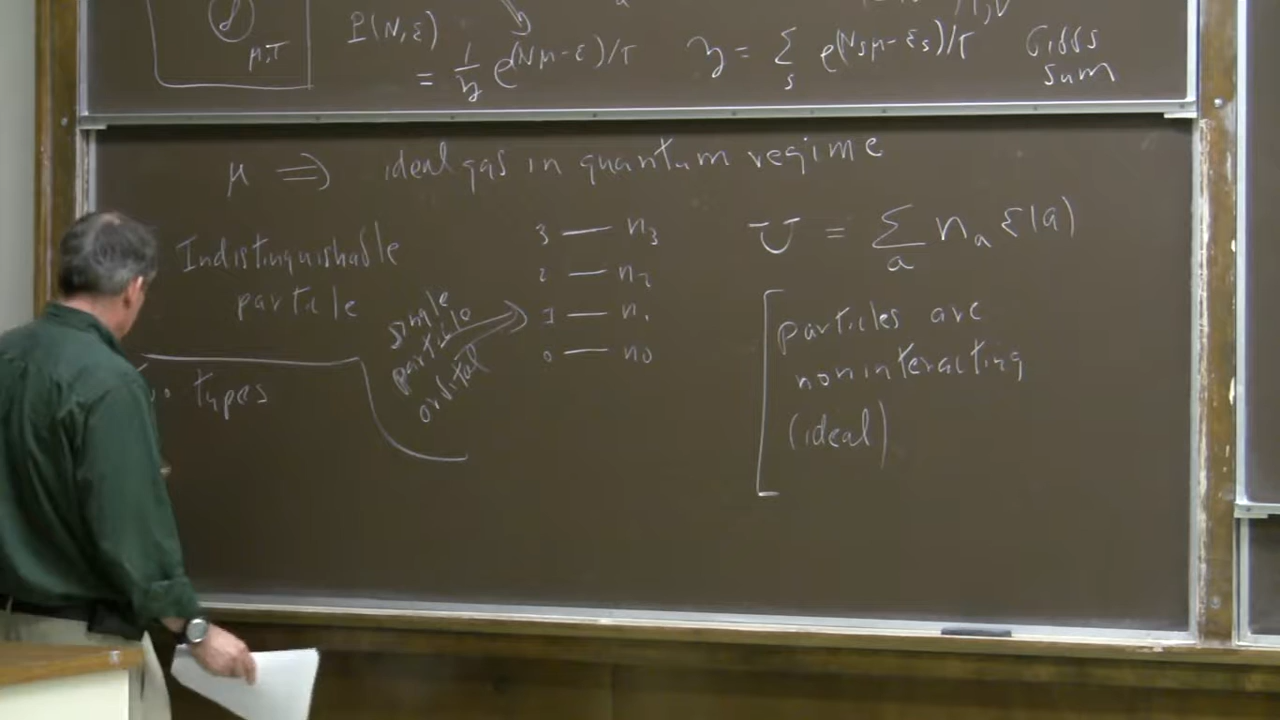 μ,τ
P(N,ε)
= 1/𝔷 e^(Nμ-ε)/τ
𝔷 = Σ_s e^(N_sμ-ε_s)/τ
Gibbs
sum
μ ⇒ ideal gas in quantum regime
Indistinguishable
particle
types
single
particle
orbital
3 — n₃
2 — n₂
1 — n₁
0 — n₀
U = Σ_a n_a ε(a)
particles are
noninteracting
(ideal)